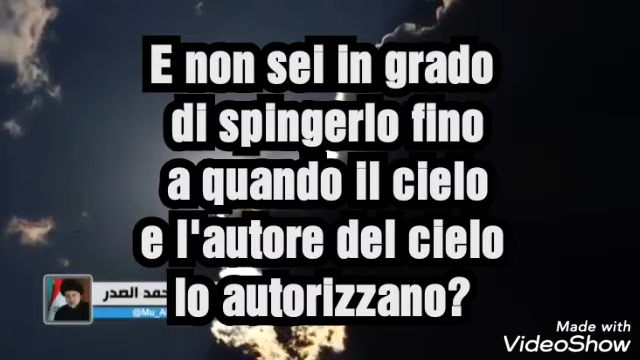 E non sei in grado
di spingerlo fino
a quando il cielo
e l'autore del cielo
lo autorizzano?
الصدر
@Mu_A
Made with
VideoShow